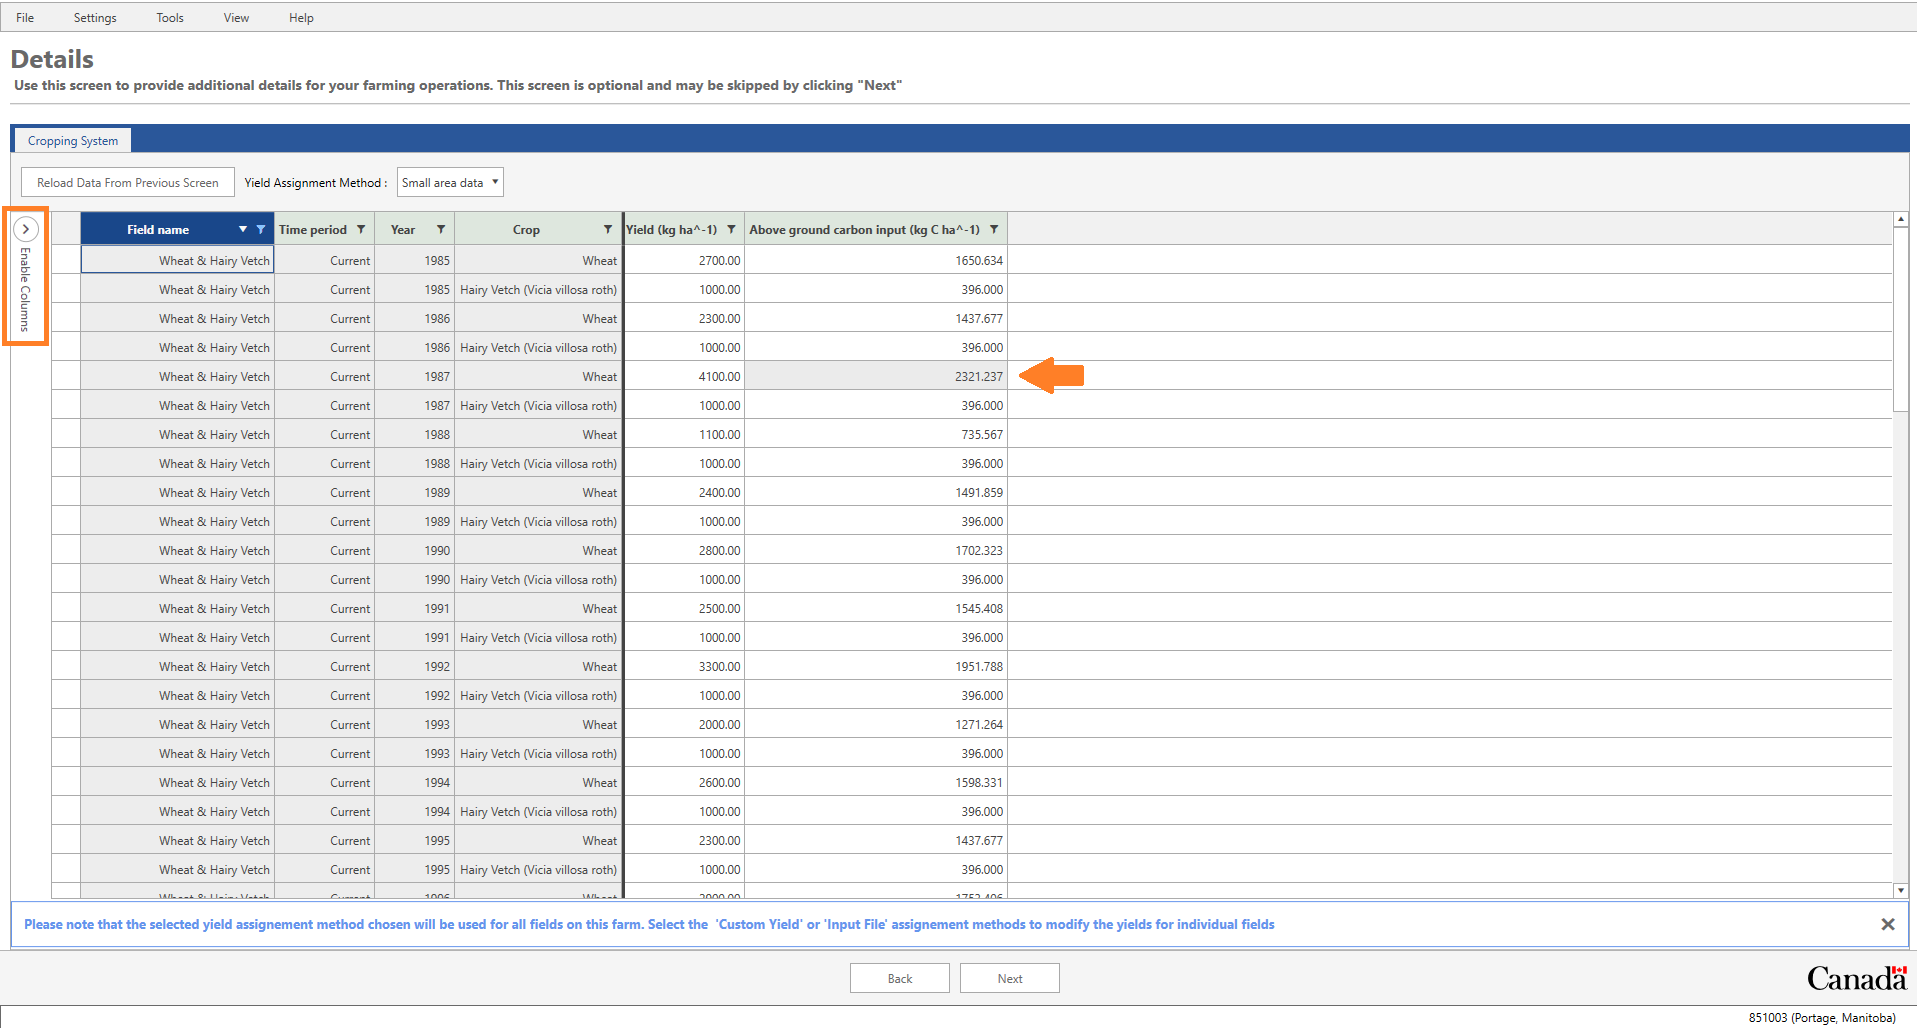 File Settings Tools View Help
Details
Use this screen to provide additional details for your farming operations. This screen is optional and may be skipped by clicking "Next"
Cropping System
Reload Data From Previous Screen Yield Assignment Method : Small area data
Enable Columns
Field name Time period Year Crop Yield (kg ha^-1) Above ground carbon input (kg C ha^-1)
Wheat & Hairy Vetch Current 1985 Wheat 2700.00 1650.634
Wheat & Hairy Vetch Current 1985 Hairy Vetch (Vicia villosa roth) 1000.00 396.000
Wheat & Hairy Vetch Current 1986 Wheat 2300.00 1437.677
Wheat & Hairy Vetch Current 1986 Hairy Vetch (Vicia villosa roth) 1000.00 396.000
Wheat & Hairy Vetch Current 1987 Wheat 4100.00 2321.237
Wheat & Hairy Vetch Current 1987 Hairy Vetch (Vicia villosa roth) 1000.00 396.000
Wheat & Hairy Vetch Current 1988 Wheat 1100.00 735.567
Wheat & Hairy Vetch Current 1988 Hairy Vetch (Vicia villosa roth) 1000.00 396.000
Wheat & Hairy Vetch Current 1989 Wheat 2400.00 1491.859
Wheat & Hairy Vetch Current 1989 Hairy Vetch (Vicia villosa roth) 1000.00 396.000
Wheat & Hairy Vetch Current 1990 Wheat 2800.00 1702.323
Wheat & Hairy Vetch Current 1990 Hairy Vetch (Vicia villosa roth) 1000.00 396.000
Wheat & Hairy Vetch Current 1991 Wheat 2500.00 1545.408
Wheat & Hairy Vetch Current 1991 Hairy Vetch (Vicia villosa roth) 1000.00 396.000
Wheat & Hairy Vetch Current 1992 Wheat 3300.00 1951.788
Wheat & Hairy Vetch Current 1992 Hairy Vetch (Vicia villosa roth) 1000.00 396.000
Wheat & Hairy Vetch Current 1993 Wheat 2000.00 1271.264
Wheat & Hairy Vetch Current 1993 Hairy Vetch (Vicia villosa roth) 1000.00 396.000
Wheat & Hairy Vetch Current 1994 Wheat 2600.00 1598.331
Wheat & Hairy Vetch Current 1994 Hairy Vetch (Vicia villosa roth) 1000.00 396.000
Wheat & Hairy Vetch Current 1995 Wheat 2300.00 1437.677
Wheat & Hairy Vetch Current 1995 Hairy Vetch (Vicia villosa roth) 1000.00 396.000
Wheat & Hairy Vetch Current 1996 Wheat
Please note that the selected yield assignement method chosen will be used for all fields on this farm. Select the 'Custom Yield' or 'Input File' assignement methods to modify the yields for individual fields
Back Next
Canada
851003 (Portage, Manitoba)